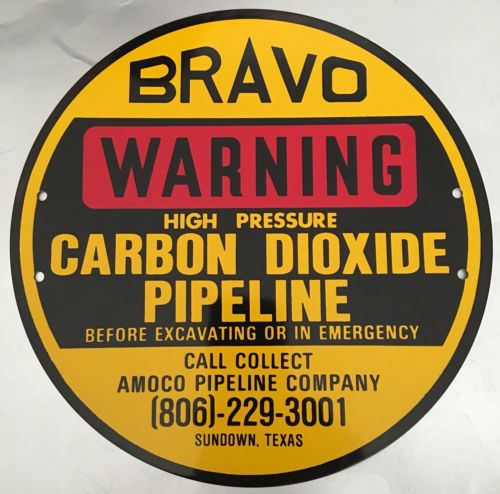 BRAVO
WARNING
HIGH PRESSURE
CARBON DIOXIDE
PIPELINE
BEFORE EXCAVATING OR IN EMERGENCY
CALL COLLECT
AMOCO PIPELINE COMPANY
(806)-229-3001
SUNDOWN, TEXAS